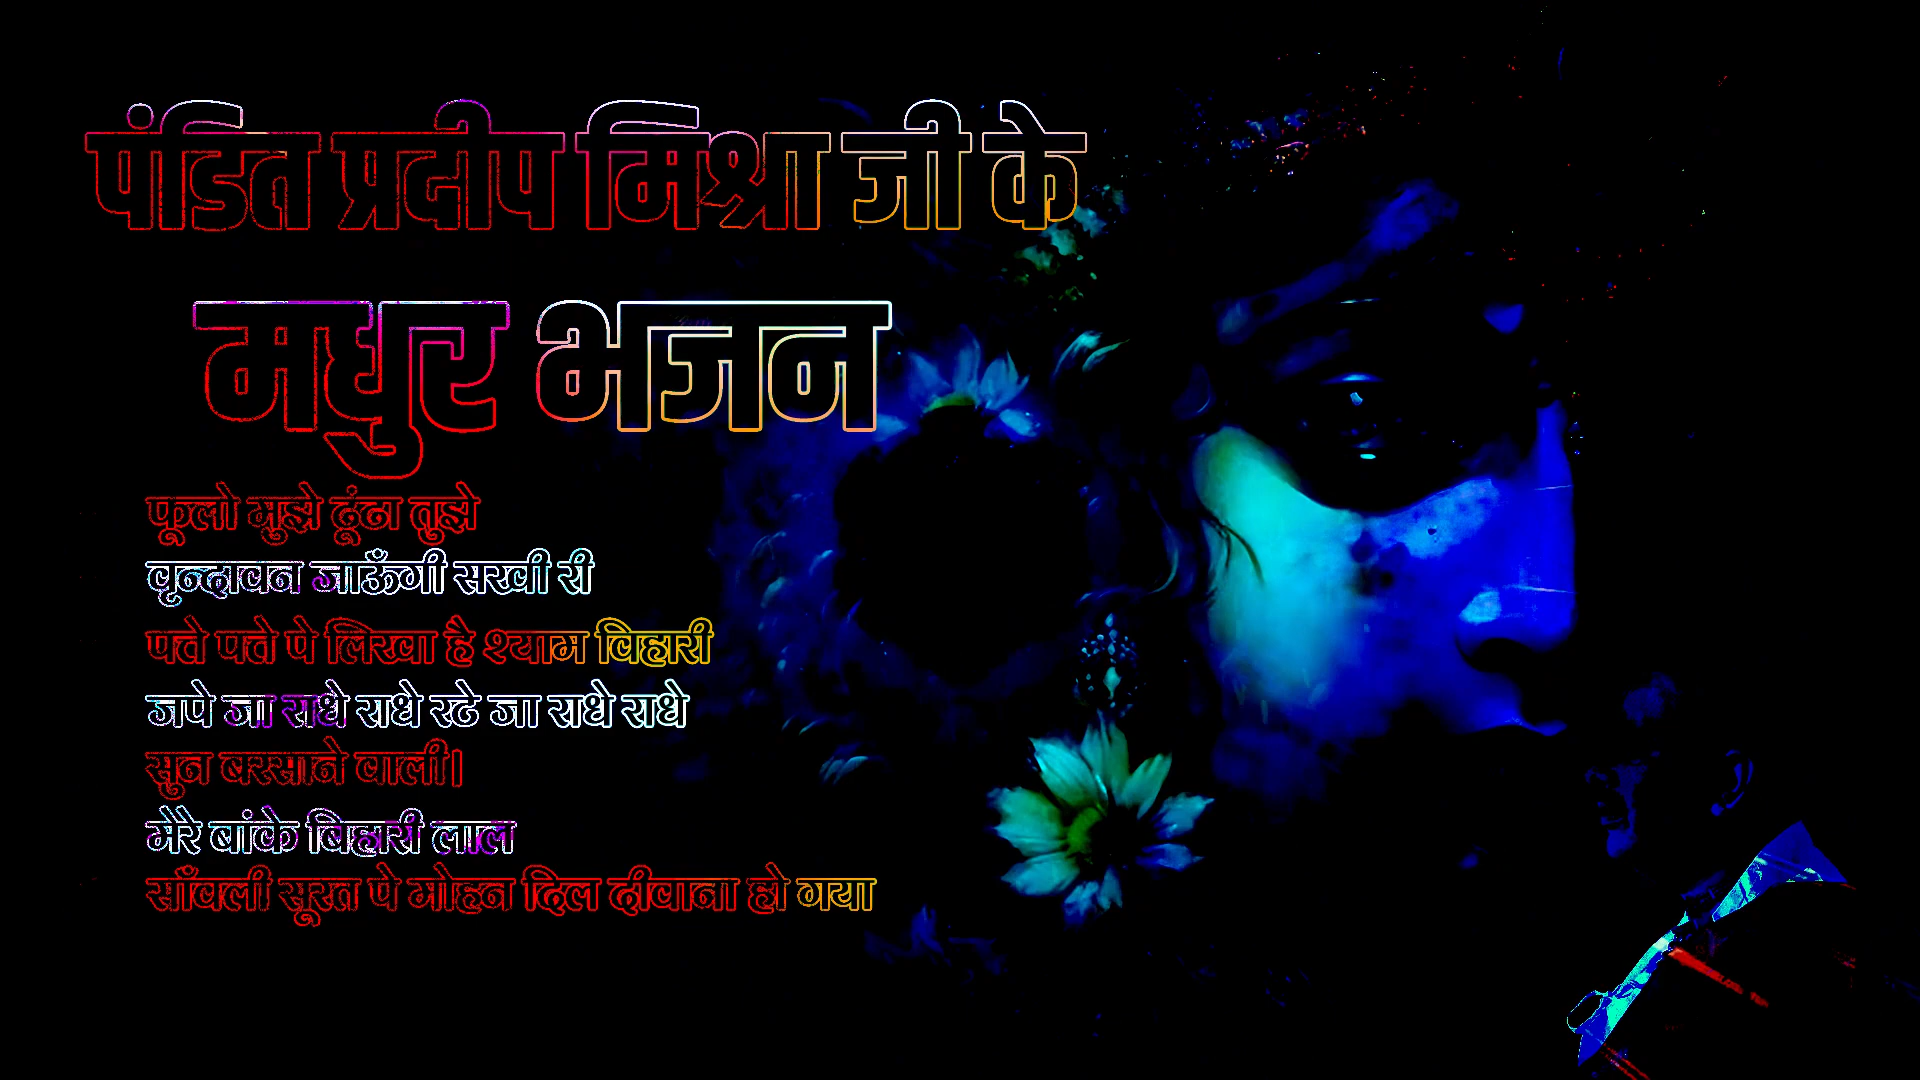 पंडित प्रदीप मिश्रा जी के
मधुर भजन
फूलो मुझे ढूंढा तुझे
वृन्दावन जाऊँगी सखी री
पत्ते पत्ते पे लिखा है श्याम बिहारी
जपे जा राधे राधे रटे जा राधे राधे
सुन बरसाने वाली।
मेरे बांके बिहारी लाल
साँवली सूरत पे मोहन दिल दीवाना हो गया